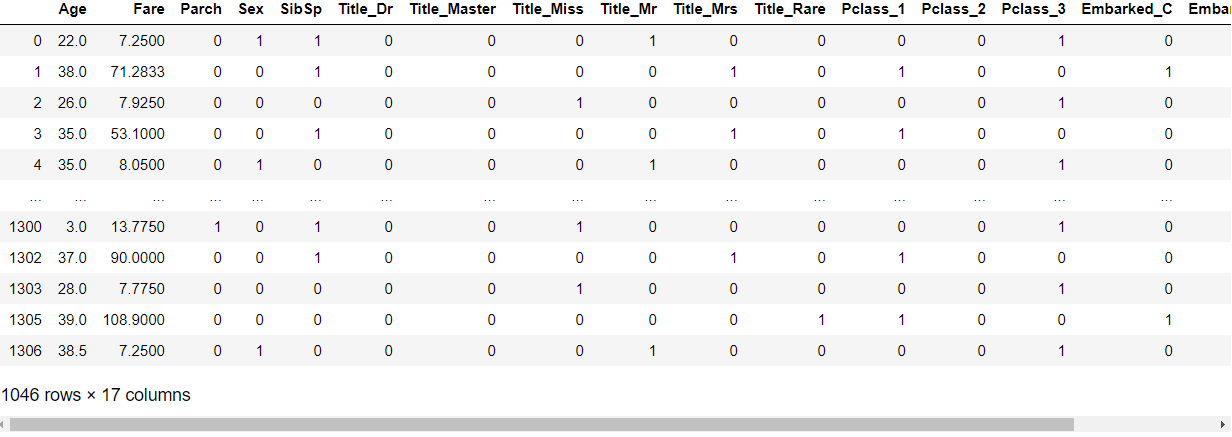 Age Fare Parch Sex SibSp Title_Dr Title_Master Title_Miss Title_Mr Title_Mrs Title_Rare Pclass_1 Pclass_2 Pclass_3 Embarked_C Emba
0 22.0 7.2500 0 1 1 0 0 0 1 0 0 0 0 1 0
1 38.0 71.2833 0 0 1 0 0 0 0 1 0 1 0 0 1
2 26.0 7.9250 0 0 0 0 0 1 0 0 0 0 0 1 0
3 35.0 53.1000 0 0 1 0 0 0 0 1 0 1 0 0 0
4 35.0 8.0500 0 1 0 0 0 0 1 0 0 0 0 1 0
... ... ... ... ... ... ... ... ... ... ... ... ... ... ... ...
1300 3.0 13.7750 1 0 1 0 0 1 0 0 0 0 0 1 0
1302 37.0 90.0000 0 0 1 0 0 0 0 1 0 1 0 0 0
1303 28.0 7.7750 0 0 0 0 0 1 0 0 0 0 0 1 0
1305 39.0 108.9000 0 0 0 0 0 0 0 0 1 1 0 0 1
1306 38.5 7.2500 0 1 0 0 0 0 1 0 0 0 0 1 0
1046 rows × 17 columns